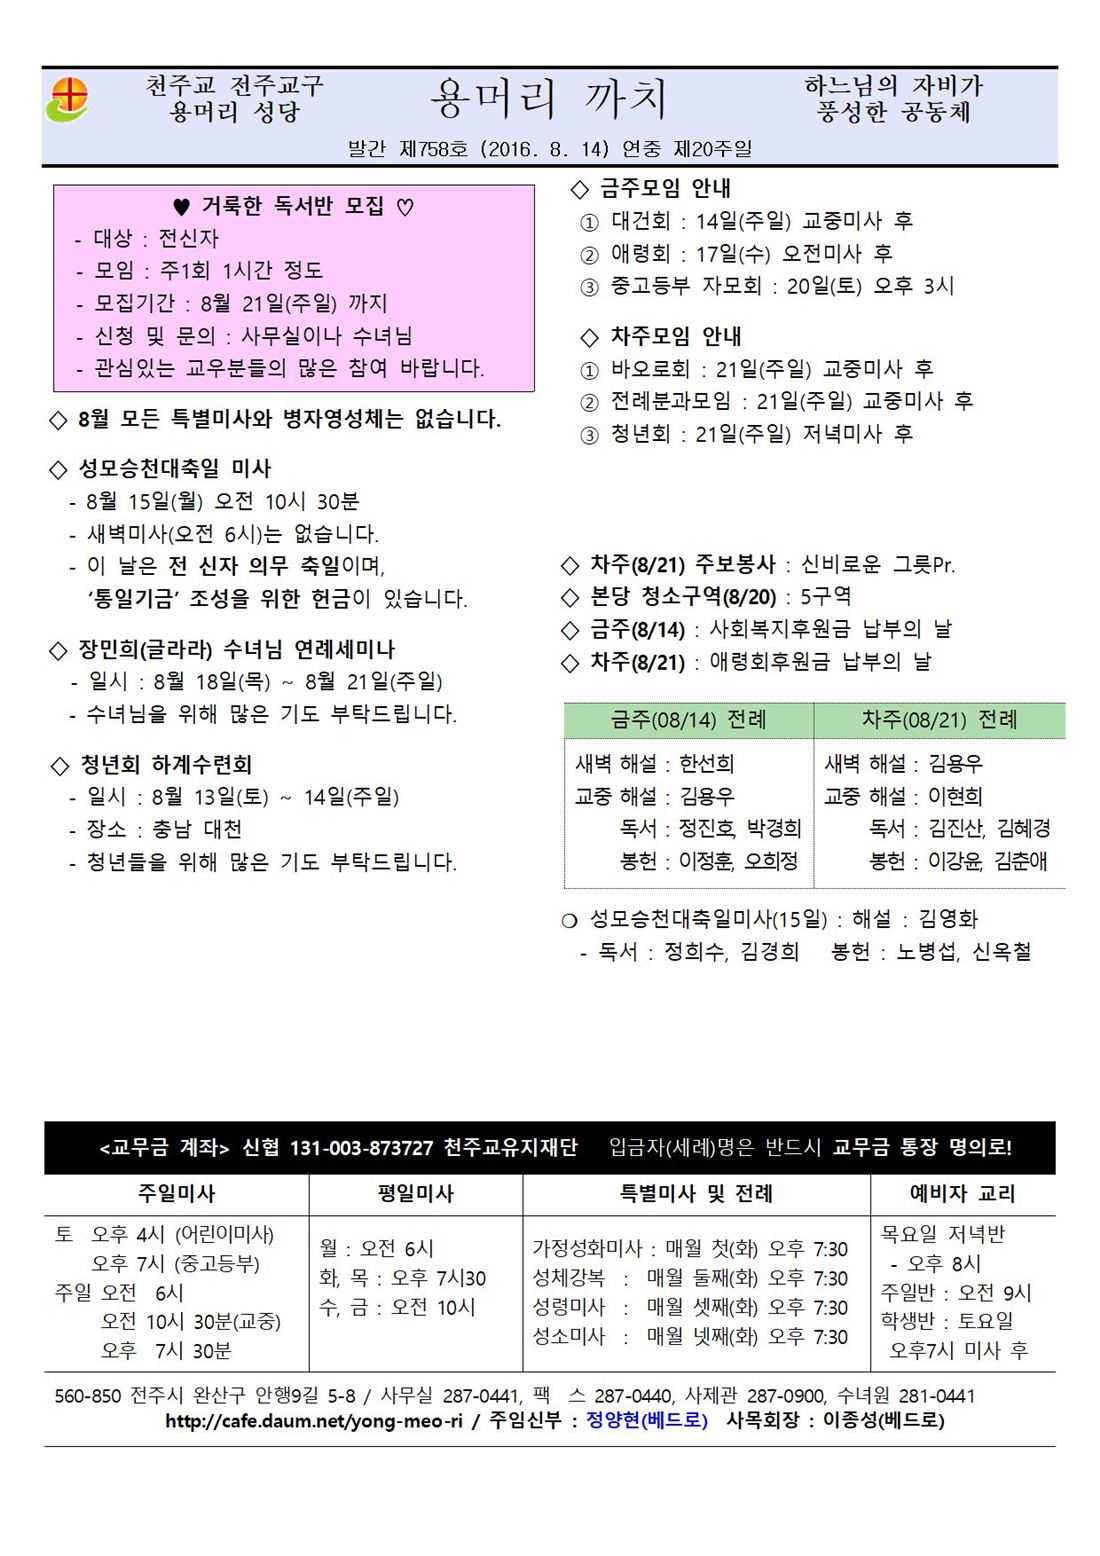 천주교 전주교구
용머리 성당
용머리 까치
하느님의 자비가
풍성한 공동체
발간 제758호 (2016. 8. 14) 연중 제20주일
♥ 거룩한 독서반 모집 ♡
- 대상 : 전신자
- 모임 : 주1회 1시간 정도
- 모집기간 : 8월 21일(주일) 까지
- 신청 및 문의 : 사무실이나 수녀님
- 관심있는 교우분들의 많은 참여 바랍니다.
◇ 8월 모든 특별미사와 병자영성체는 없습니다.
◇ 성모승천대축일 미사
- 8월 15일(월) 오전 10시 30분
- 새벽미사(오전 6시)는 없습니다.
- 이 날은 전 신자 의무 축일이며,
‘통일기금’ 조성을 위한 헌금이 있습니다.
◇ 장민희(글라라) 수녀님 연례세미나
- 일시 : 8월 18일(목) ~ 8월 21일(주일)
- 수녀님을 위해 많은 기도 부탁드립니다.
◇ 청년회 하계수련회
- 일시 : 8월 13일(토) ~ 14일(주일)
- 장소 : 충남 대천
- 청년들을 위해 많은 기도 부탁드립니다.
◇ 금주모임 안내
① 대건회 : 14일(주일) 교중미사 후
② 애령회 : 17일(수) 오전미사 후
③ 중고등부 자모회 : 20일(토) 오후 3시
◇ 차주모임 안내
① 바오로회 : 21일(주일) 교중미사 후
② 전례분과모임 : 21일(주일) 교중미사 후
③ 청년회 : 21일(주일) 저녁미사 후
◇ 차주(8/21) 주보봉사 : 신비로운 그릇Pr.
◇ 본당 청소구역(8/20) : 5구역
◇ 금주(8/14) : 사회복지후원금 납부의 날
◇ 차주(8/21) : 애령회후원금 납부의 날
금주(08/14) 전례
새벽 해설 : 한선희
교중 해설 : 김용우
독서 : 정진호, 박경희
봉헌 : 이정훈, 오희정
차주(08/21) 전례
새벽 해설 : 김용우
교중 해설 : 이현희
독서 : 김진산, 김혜경
봉헌 : 이강윤, 김춘애
❍ 성모승천대축일미사(15일) : 해설 : 김영화
- 독서 : 정희수, 김경희 봉헌 : 노병섭, 신옥철
<교무금 계좌> 신협 131-003-873727 천주교유지재단 입금자(세례)명은 반드시 교무금 통장 명의로!
주일미사
토 오후 4시 (어린이미사)
오후 7시 (중고등부)
주일 오전 6시
오전 10시 30분(교중)
오후 7시 30분
평일미사
월 : 오전 6시
화, 목 : 오후 7시30
수, 금 : 오전 10시
특별미사 및 전례
가정성화미사 : 매월 첫(화) 오후 7:30
성체강복 : 매월 둘째(화) 오후 7:30
성령미사 : 매월 셋째(화) 오후 7:30
성소미사 : 매월 넷째(화) 오후 7:30
예비자 교리
목요일 저녁반
- 오후 8시
주일반 : 오전 9시
학생반 : 토요일
오후7시 미사 후
560-850 전주시 완산구 안행9길 5-8 / 사무실 287-0441, 팩 스 287-0440, 사제관 287-0900, 수녀원 281-0441
http://cafe.daum.net/yong-meo-ri / 주임신부 : 정양현(베드로) 사목회장 : 이종성(베드로)